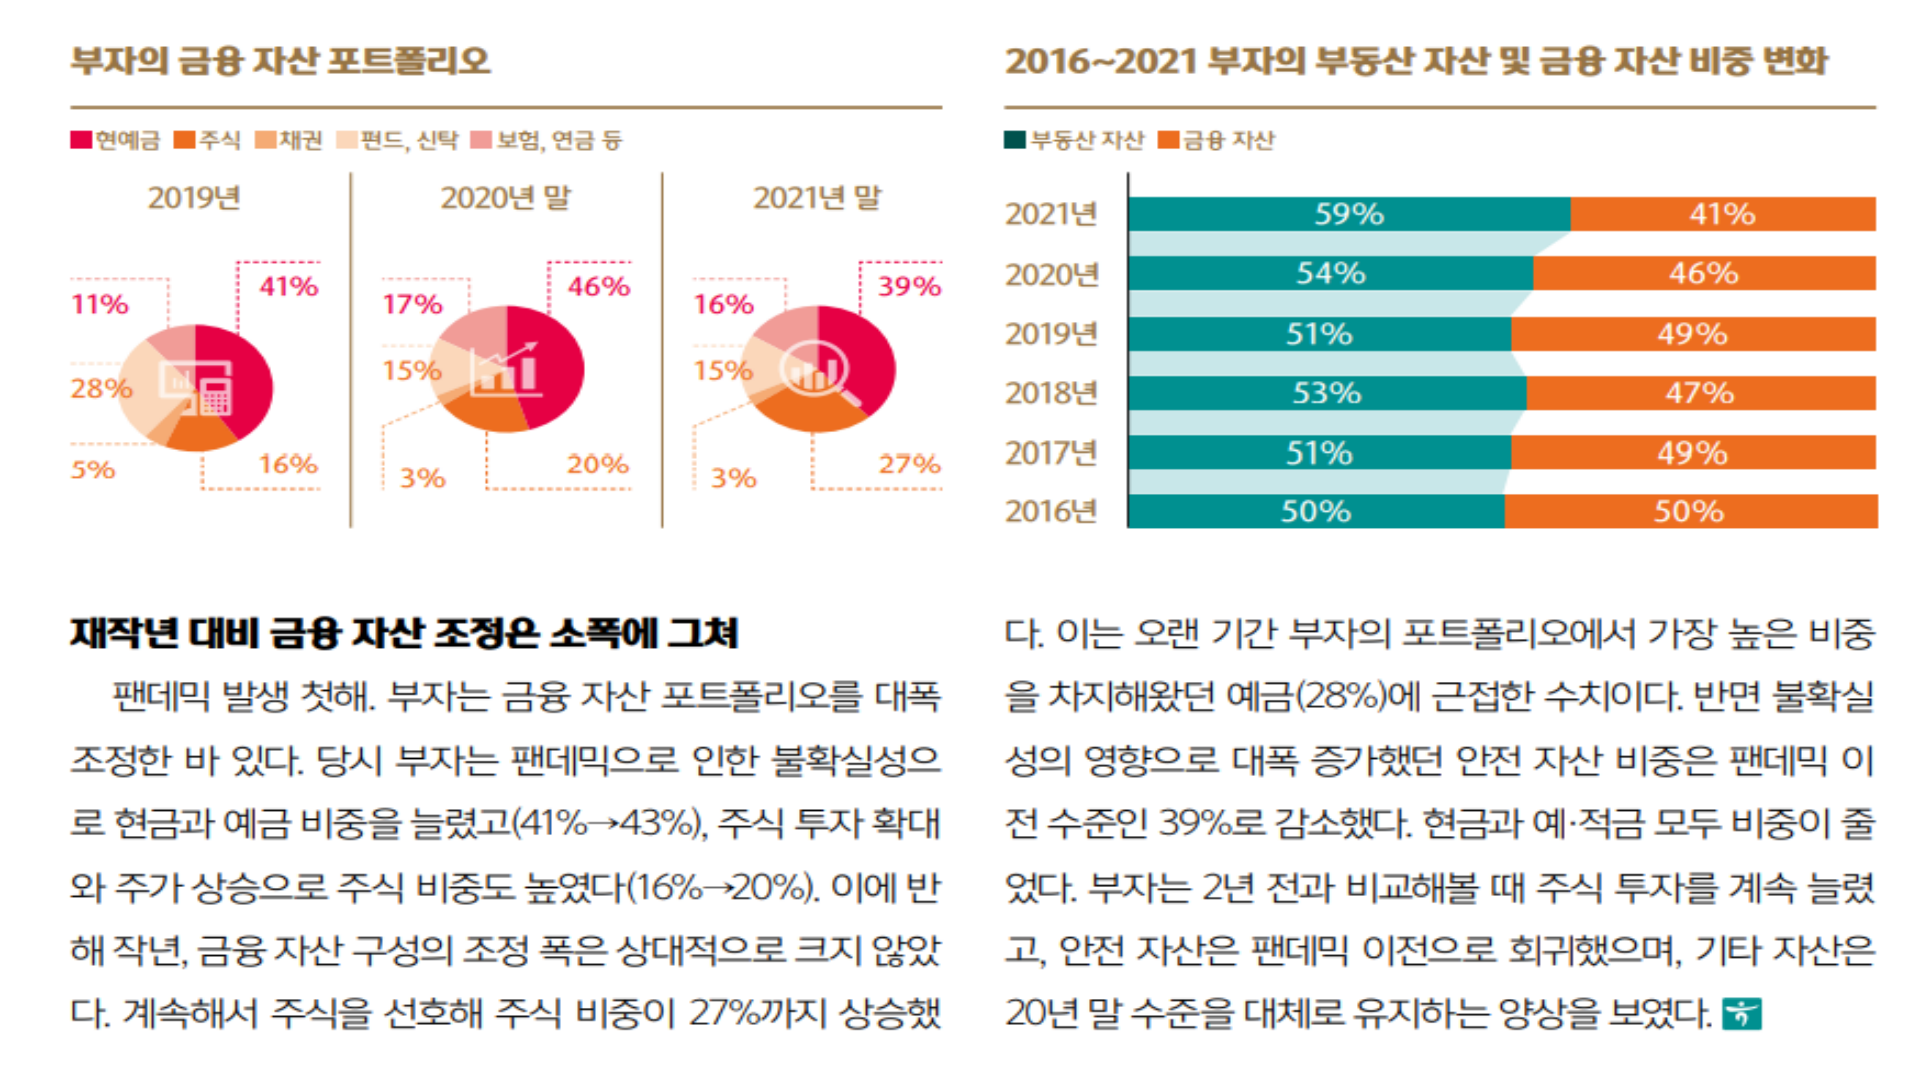 부자의 금융 자산 포트폴리오
현예금 주식 채권 펀드, 신탁 보험, 연금 등
2019년
11%
41%
28%
5%
16%
2020년 말
17%
46%
15%
3%
20%
2021년 말
16%
39%
15%
3%
27%
2016~2021 부자의 부동산 자산 및 금융 자산 비중 변화
부동산 자산 금융 자산
2021년 59% 41%
2020년 54% 46%
2019년 51% 49%
2018년 53% 47%
2017년 51% 49%
2016년 50% 50%
재작년 대비 금융 자산 조정은 소폭에 그쳐
팬데믹 발생 첫해. 부자는 금융 자산 포트폴리오를 대폭
조정한 바 있다. 당시 부자는 팬데믹으로 인한 불확실성으
로 현금과 예금 비중을 늘렸고(41%→43%), 주식 투자 확대
와 주가 상승으로 주식 비중도 높였다(16%→20%). 이에 반
해 작년, 금융 자산 구성의 조정 폭은 상대적으로 크지 않았
다. 계속해서 주식을 선호해 주식 비중이 27%까지 상승했
다. 이는 오랜 기간 부자의 포트폴리오에서 가장 높은 비중
을 차지해왔던 예금(28%)에 근접한 수치이다. 반면 불확실
성의 영향으로 대폭 증가했던 안전 자산 비중은 팬데믹 이
전 수준인 39%로 감소했다. 현금과 예·적금 모두 비중이 줄
었다. 부자는 2년 전과 비교해볼 때 주식 투자를 계속 늘렸
고, 안전 자산은 팬데믹 이전으로 회귀했으며, 기타 자산은
20년 말 수준을 대체로 유지하는 양상을 보였다.